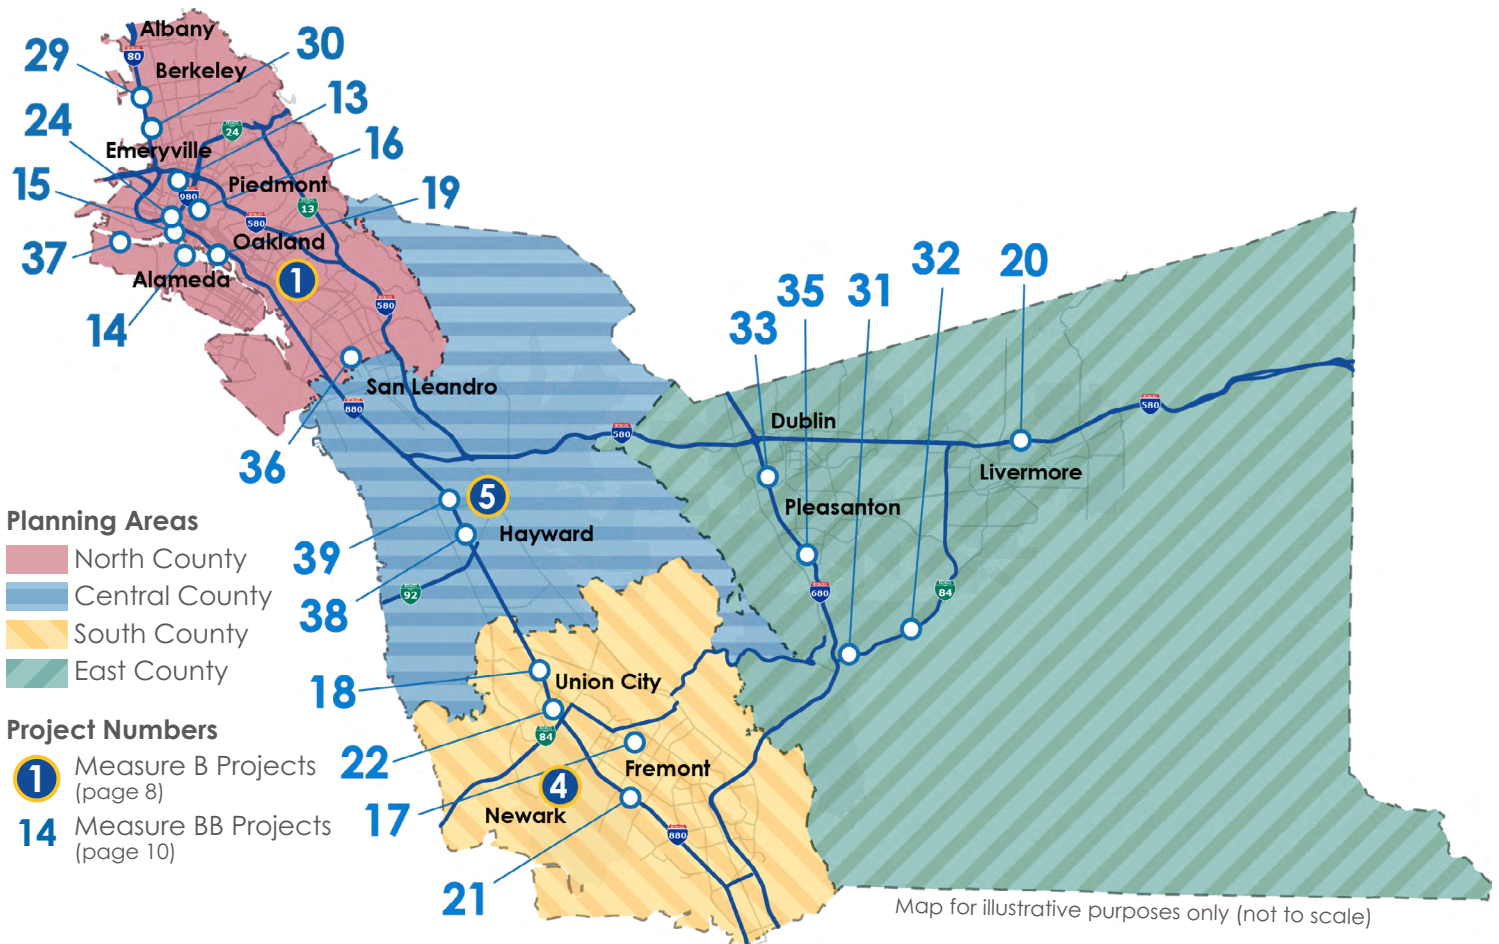 Albany
80
29
30
Berkeley
13
24
24
Emeryville
16
15
Piedmont
980
19
13
580
37
Oakland
Alameda
1
14
580
32
20
35
31
33
San Leandro
880
580
580
Dublin
36
Livermore
5
Pleasanton
39
Hayward
92
38
680
84
18
Union City
22
84
Fremont
4
17
Newark
880
21
Planning Areas
North County
Central County
South County
East County
Project Numbers
1 Measure B Projects
(page 8)
14 Measure BB Projects
(page 10)
Map for illustrative purposes only (not to scale)